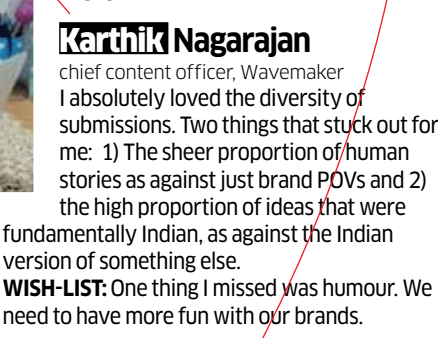 Karthik Nagarajan
chief content officer, Wavemaker
I absolutely loved the diversity of
submissions. Two things that stuck out for
me: 1) The sheer proportion of human
stories as against just brand POVs and 2)
the high proportion of ideas that were
fundamentally Indian, as against the Indian
version of something else.
WISH-LIST: One thing I missed was humour. We
need to have more fun with our brands.